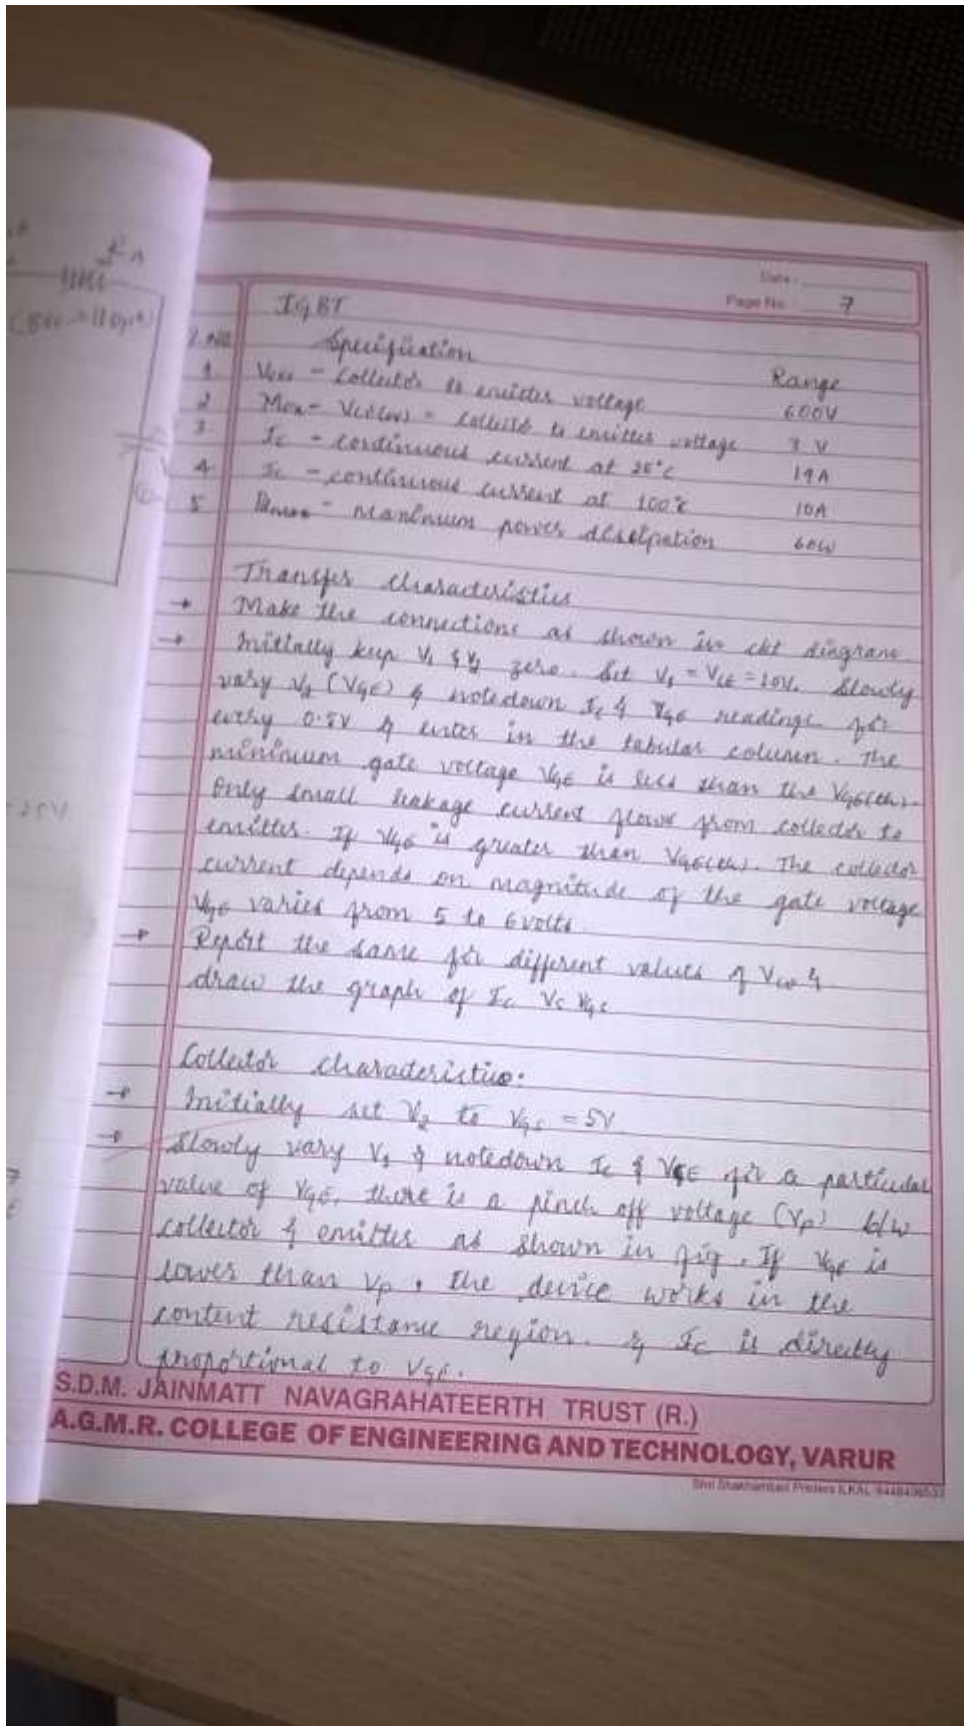 Date:
Page No. 7
IGBT
Specification Range
1 Vces - collector to emitter voltage 600V
2 Max - VCE(on) = collector to emitter voltage 3 V
3 Ic - continuous current at 25°C 19A
4 Ic - continuous current at 100°C 10A
5 maximum power dissipation 60W
Transfer characteristics
→ Make the connections as shown in ckt diagram
→ Initially keep V1 & V2 zero. Set V1 = VCE = 10V. Slowly
vary V2 (VGE) & notedown Ic & VGE readings for
every 0.5V & enter in the tabular column. The
minimum gate voltage VGE is less than the VGE(th).
Only small leakage current flows from collector to
emitter. If VGE is greater than VGE(th). The collector
current depends on magnitude of the gate voltage
VGE varies from 5 to 6volts
→ Report the same for different values of &
draw the graph of Ic Vs VGE
Collector characteristics:
→ Initially set V2 to VGE = 5V
→ Slowly vary V1 & notedown Ic & VCE for a particular
value of VGE, there is a pinch off voltage (Vp) b/w
collector & emitter as shown in fig. If VGE is
lower than Vp, the device works in the
content resistance region. & Ic is directly
proportional to VGE.
S.D.M. JAINMATT NAVAGRAHATEERTH TRUST (R.)
A.G.M.R. COLLEGE OF ENGINEERING AND TECHNOLOGY, VARUR